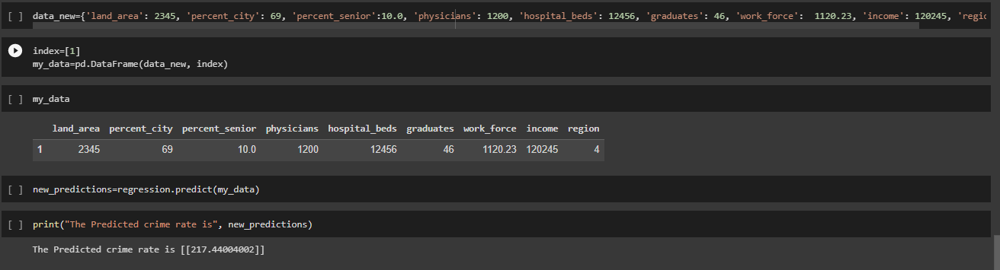 [ ] data_new={'land_area': 2345, 'percent_city': 69, 'percent_senior':10.0, 'physicians': 1200, 'hospital_beds': 12456, 'graduates': 46, 'work_force':  1120.23, 'income': 120245, 'regio
index=[1]
my_data=pd.DataFrame(data_new, index)
[ ] my_data
land_area percent_city percent_senior physicians hospital_beds graduates work_force income region
1 2345 69 10.0 1200 12456 46 1120.23 120245 4
[ ] new_predictions=regression.predict(my_data)
[ ] print("The Predicted crime rate is", new_predictions)
The Predicted crime rate is [[217.44004002]]